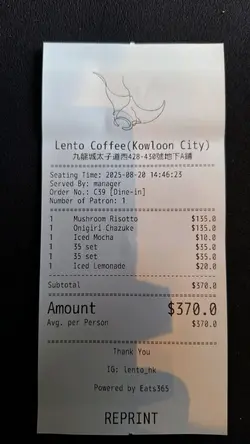 Lento Coffee(Kowloon City)
九龍城太子道西428-430號地下A舖
Seating Time: 2025-08-20 14:46:23
Served By: manager
Order No.: C39 [Dine-in]
Number of Patron: 1
1 Mushroom Risotto $135.0
1 Onigiri Chazuke $135.0
1 Iced Mocha $10.0
1 35 set $35.0
1 35 set $35.0
1 Iced Lemonade $20.0
Subtotal $370.0
Amount $370.0
Avg. per Person $370.0
Thank You
IG: lento_hk
Powered by Eats365
REPRINT